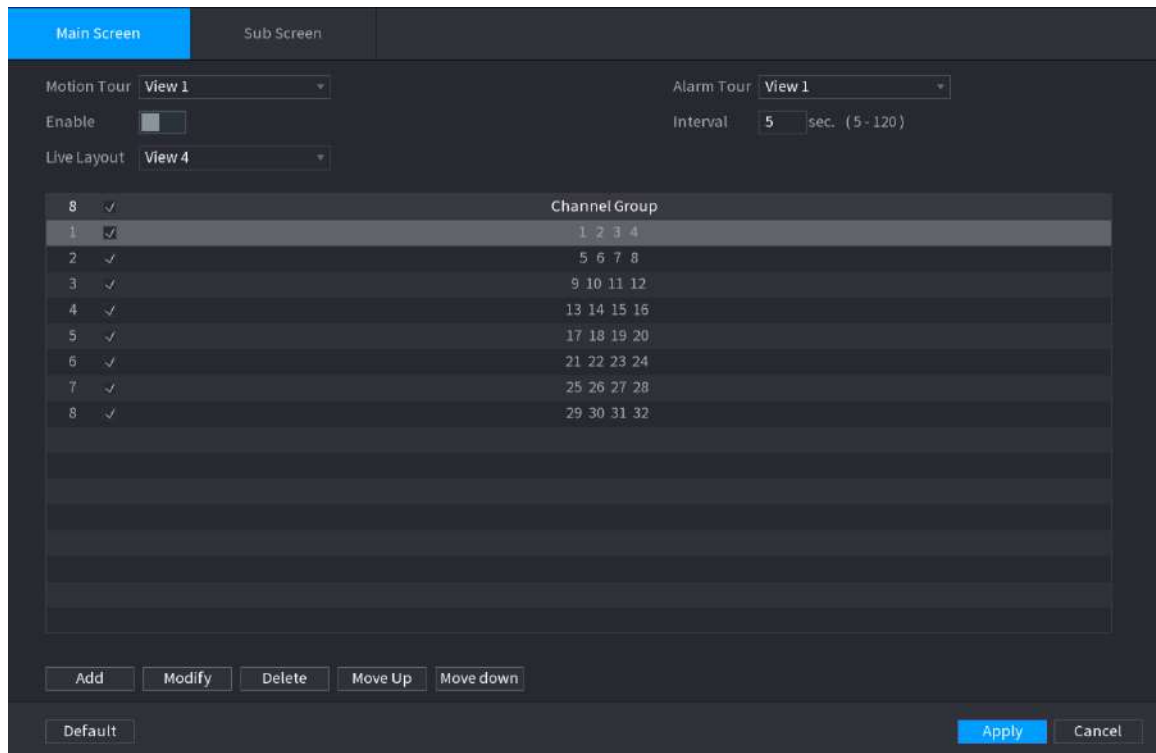 Main Screen Sub Screen
Motion Tour View 1 Alarm Tour View 1
Enable Interval 5 sec. (5-120)
Live Layout View 4
8 Channel Group
1 1 2 3 4
2 5 6 7 8
3 9 10 11 12
4 13 14 15 16
5 17 18 19 20
6 21 22 23 24
7 25 26 27 28
8 29 30 31 32
Add Modify Delete Move Up Move down
Default Apply Cancel